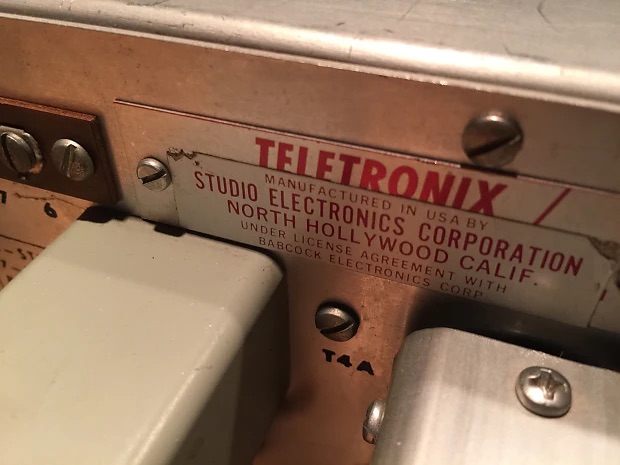 TELETRONIX /
MANUFACTURED IN USA BY
STUDIO ELECTRONICS CORPORATION
NORTH HOLLYWOOD CALIF.
UNDER LICENSE AGREEMENT WITH
BABCOCK ELECTRONICS CORP.
7 6
T4A